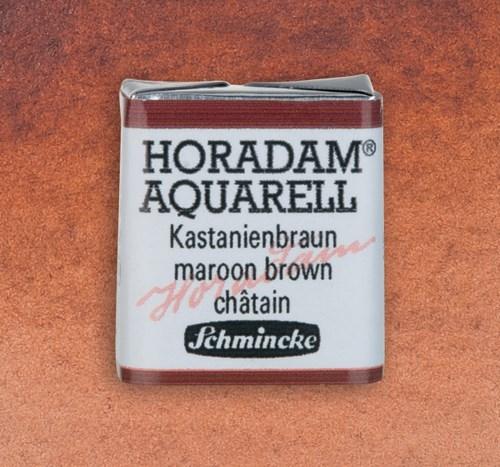 HORADAM®
AQUARELL
Kastanienbraun
maroon brown
châtain
Horadam
Schmincke